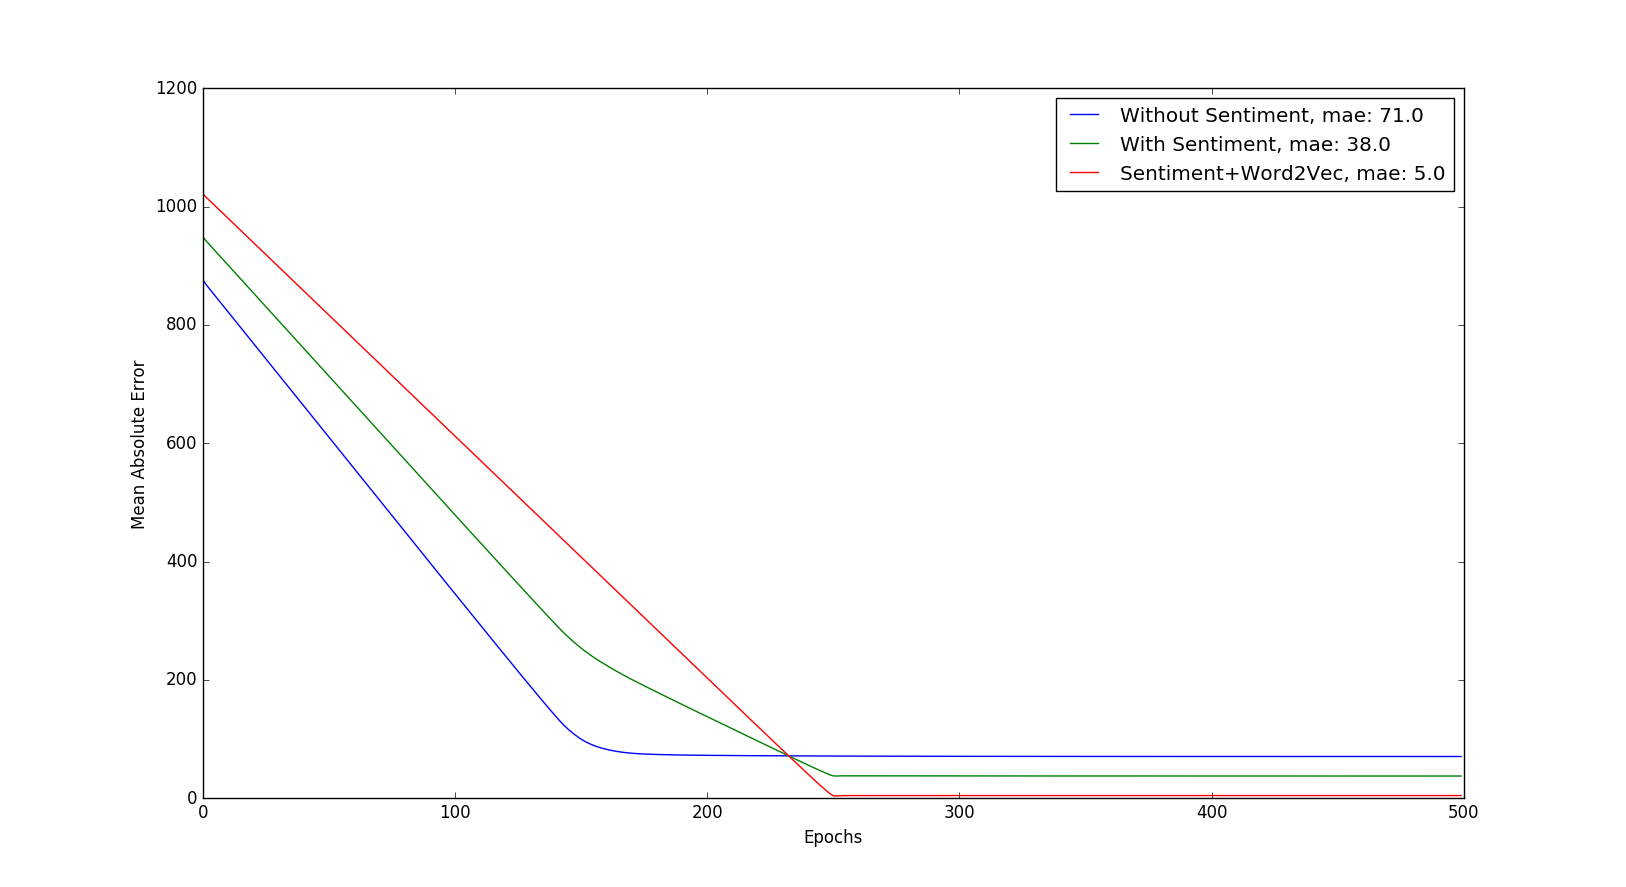 1200
1000
800
600
400
200
0
Mean Absolute Error
Without Sentiment, mae: 71.0
With Sentiment, mae: 38.0
Sentiment+Word2Vec, mae: 5.0
0 100 200 300 400 500
Epochs